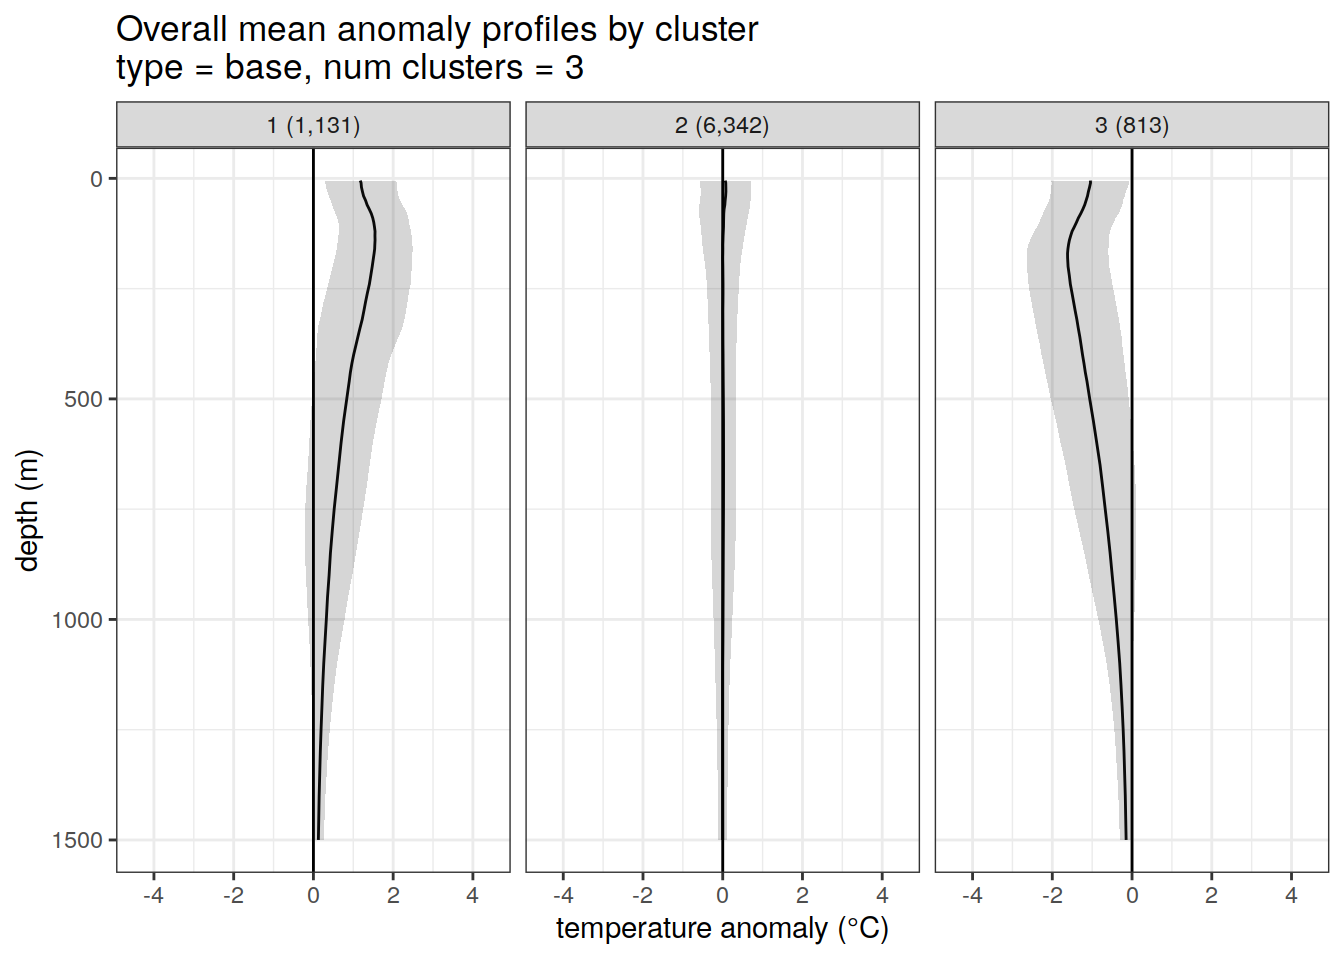 Overall mean anomaly profiles by cluster
type = base, num clusters = 3
1 (1,131)
2 (6,342)
3 (813)
depth (m)
0
500
1000
1500
-4 -2 0 2 4
-4 -2 0 2 4
-4 -2 0 2 4
temperature anomaly (°C)